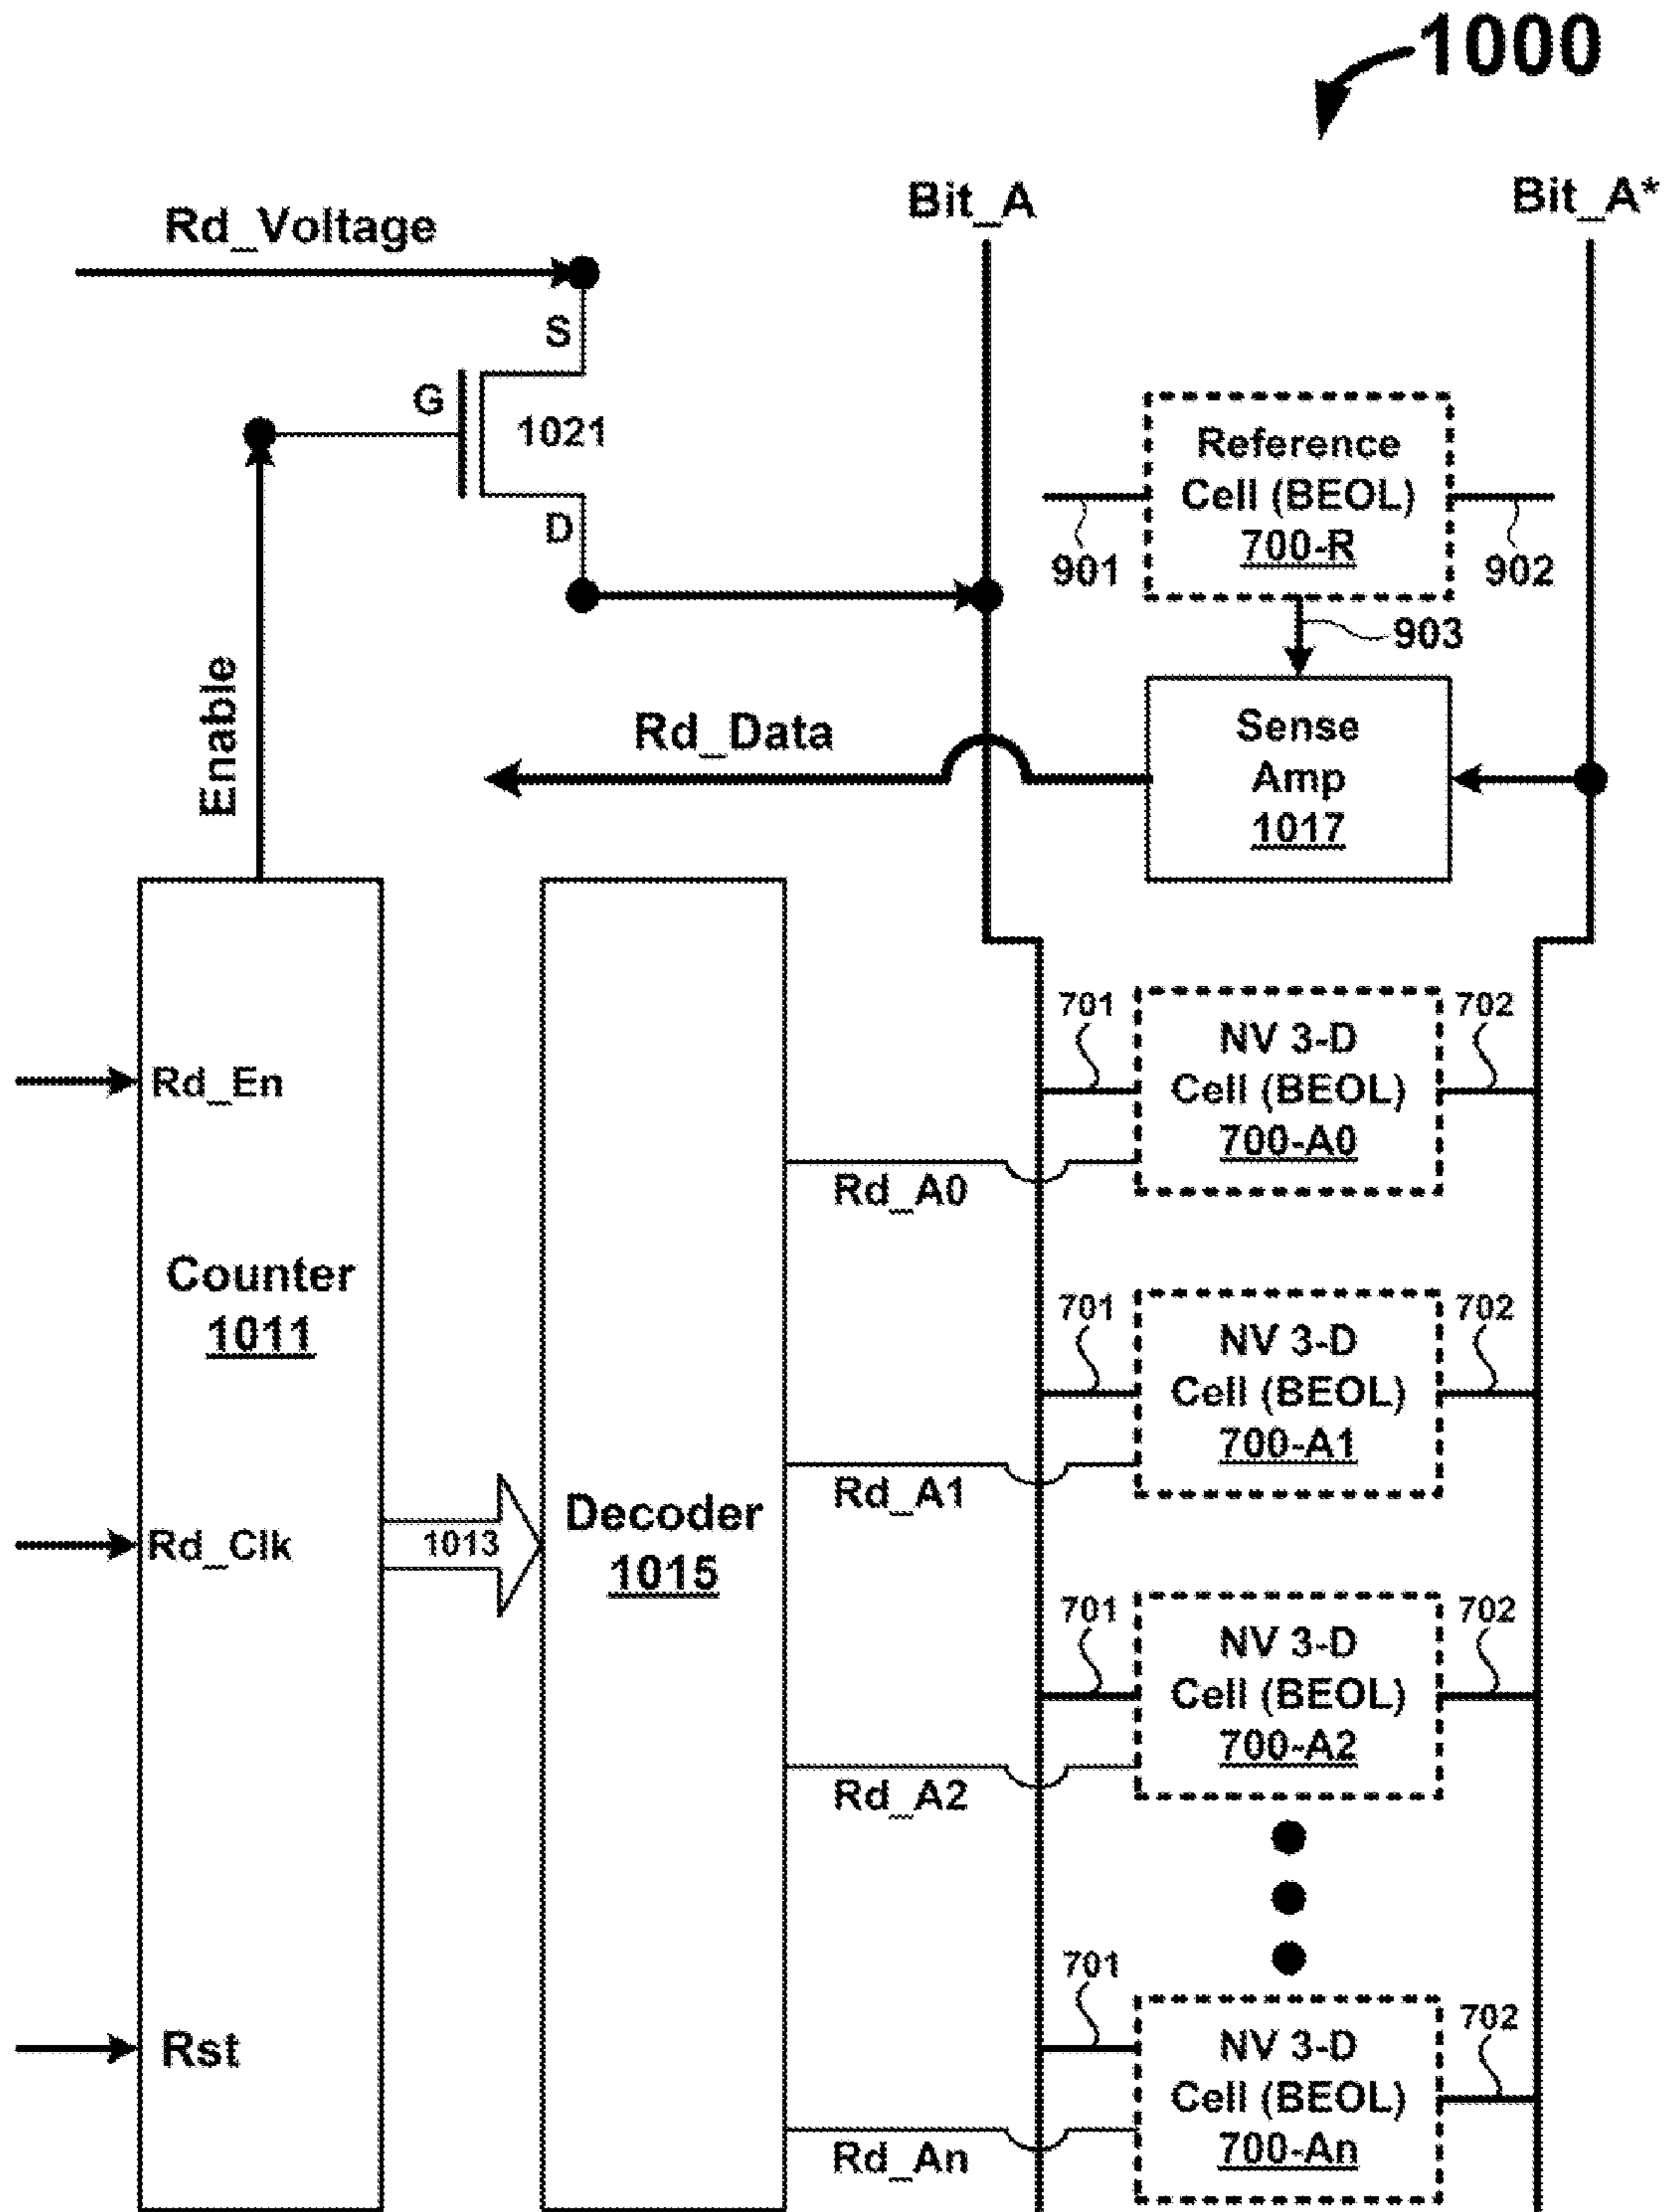 1000
Bit_A
Bit_A*
Rd_Voltage
S
G
1021
D
Reference
Cell (BEOL)
700-R
901
902
903
Enable
Rd_Data
Sense
Amp
1017
Rd_En
Counter
1011
Rd_Clk
Rst
1013
Decoder
1015
701
NV 3-D
Cell (BEOL)
700-A0
702
Rd_A0
701
NV 3-D
Cell (BEOL)
700-A1
702
Rd_A1
701
NV 3-D
Cell (BEOL)
700-A2
702
Rd_A2
701
NV 3-D
Cell (BEOL)
700-An
702
Rd_An